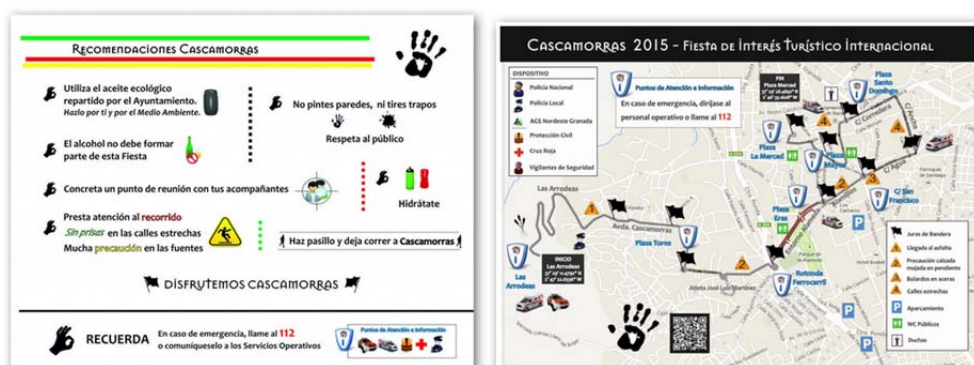 RECOMENDACIONES CASCAMORRAS
Utiliza el aceite ecológico
repartido por el Ayuntamiento.
Hazlo por ti y por el Medio Ambiente.
No pintes paredes, ni tires trapos
Respeta al público
El alcohol no debe formar
parte de esta Fiesta
Concreta un punto de reunión con tus acompañantes
Hidrátate
Presta atención al recorrido
Sin prisas en las calles estrechas
Mucha precaución en las fuentes
Haz pasillo y deja correr a Cascamorras
DISFRUTEMOS CASCAMORRAS
RECUERDA
En caso de emergencia, llame al 112
o comuníqueselo a los Servicios Operativos
Puntos de Atención e Información
CASCAMORRAS 2015 – FIESTA DE INTERÉS TURÍSTICO INTERNACIONAL
DISPOSITIVO
Policía Nacional
Policía Local
AGS Nordeste Granada
Protección Civil
Cruz Roja
Vigilantes de Seguridad
Puntos de Atención e Información
En caso de emergencia, diríjase al
personal operativo o llame al 112
FIN
Plaza Merced
Plaza
Santo
Domingo
C/ Corredera
Plaza
La Merced
Plaza
Mayor
C/ Agua
C/ San
Francisco
Plaza
Eras
Las Arrodeas
Avda. Cascamorras
Plaza Toros
INICIO
Las Arrodeas
Las
Arrodeas
Rotonda
Ferrocarril
Juras de Bandera
Llegada al asfalto
Precaución calzada
mojada en pendiente
Bolardos en aceras
Calles estrechas
Aparcamiento
WC Públicos
Duchas